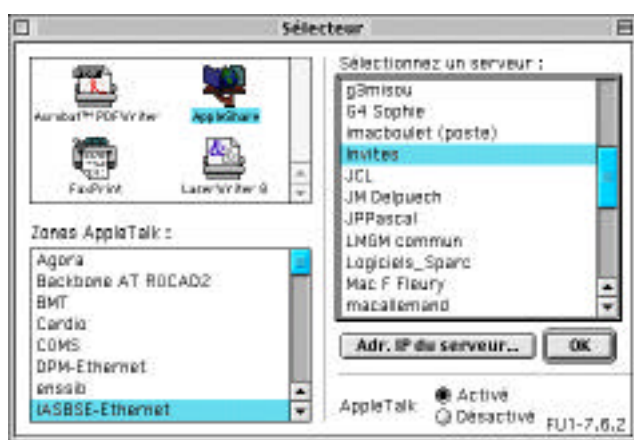 Sélecteur
Acrobat™ PDFWriter
AppleShare
FaxPrint
LaserWriter 8
Zones AppleTalk :
Agora
Backbone AT ROCAD2
BMT
Cardio
COMS
DPM-Ethernet
enssib
IASBSE-Ethernet
Sélectionnez un serveur :
g3misou
G4 Sophie
imacboulet (poste)
Invites
JCL
JM Delpuech
JPPascal
LMGM commun
Logiciels_Sparc
Mac F Fleury
macallemand
Adr. IP du serveur...
OK
AppleTalk
Activé
Désactivé
FU1-7.6.2